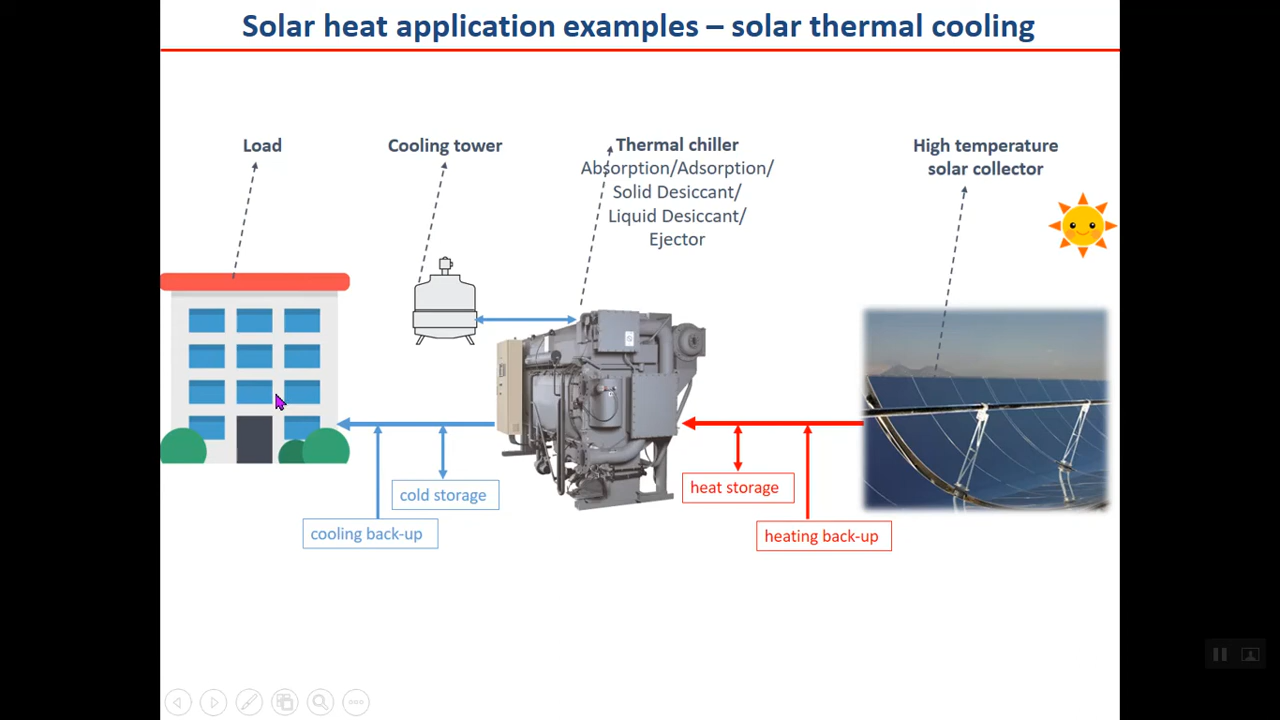 Solar heat application examples – solar thermal cooling
Load
Cooling tower
Thermal chiller
Absorption/Adsorption/
Solid Desiccant/
Liquid Desiccant/
Ejector
High temperature
solar collector
cold storage
cooling back-up
heat storage
heating back-up